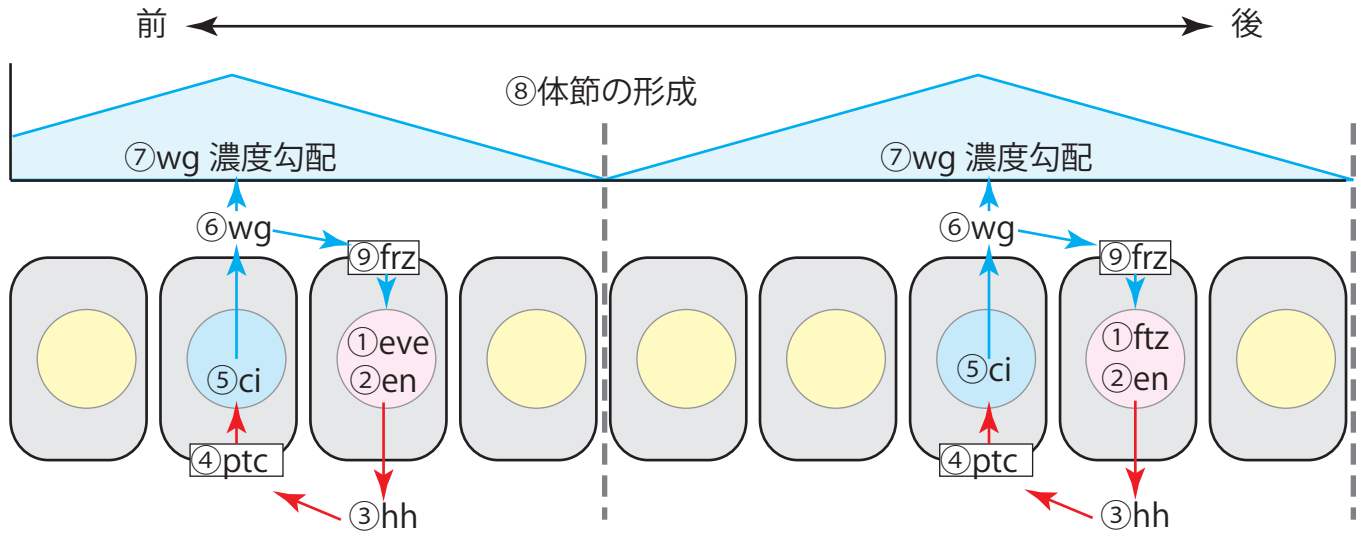 前 後
⑧体節の形成
⑦wg 濃度勾配 ⑦wg 濃度勾配
⑥wg ⑥wg
⑨frz ⑨frz
①eve ①ftz
⑤ci ②en ⑤ci ②en
④ptc ④ptc
③hh ③hh